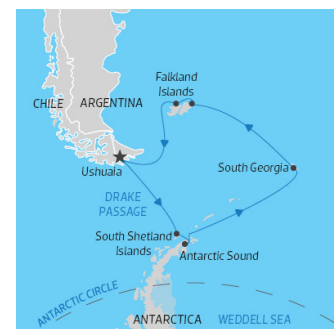 Falkland
Islands
CHILE
ARGENTINA
Ushuaia
South Georgia
DRAKE
PASSAGE
South Shetland
Islands
Antarctic Sound
ANTARCTIC CIRCLE
ANTARCTICA
WEDDELL SEA